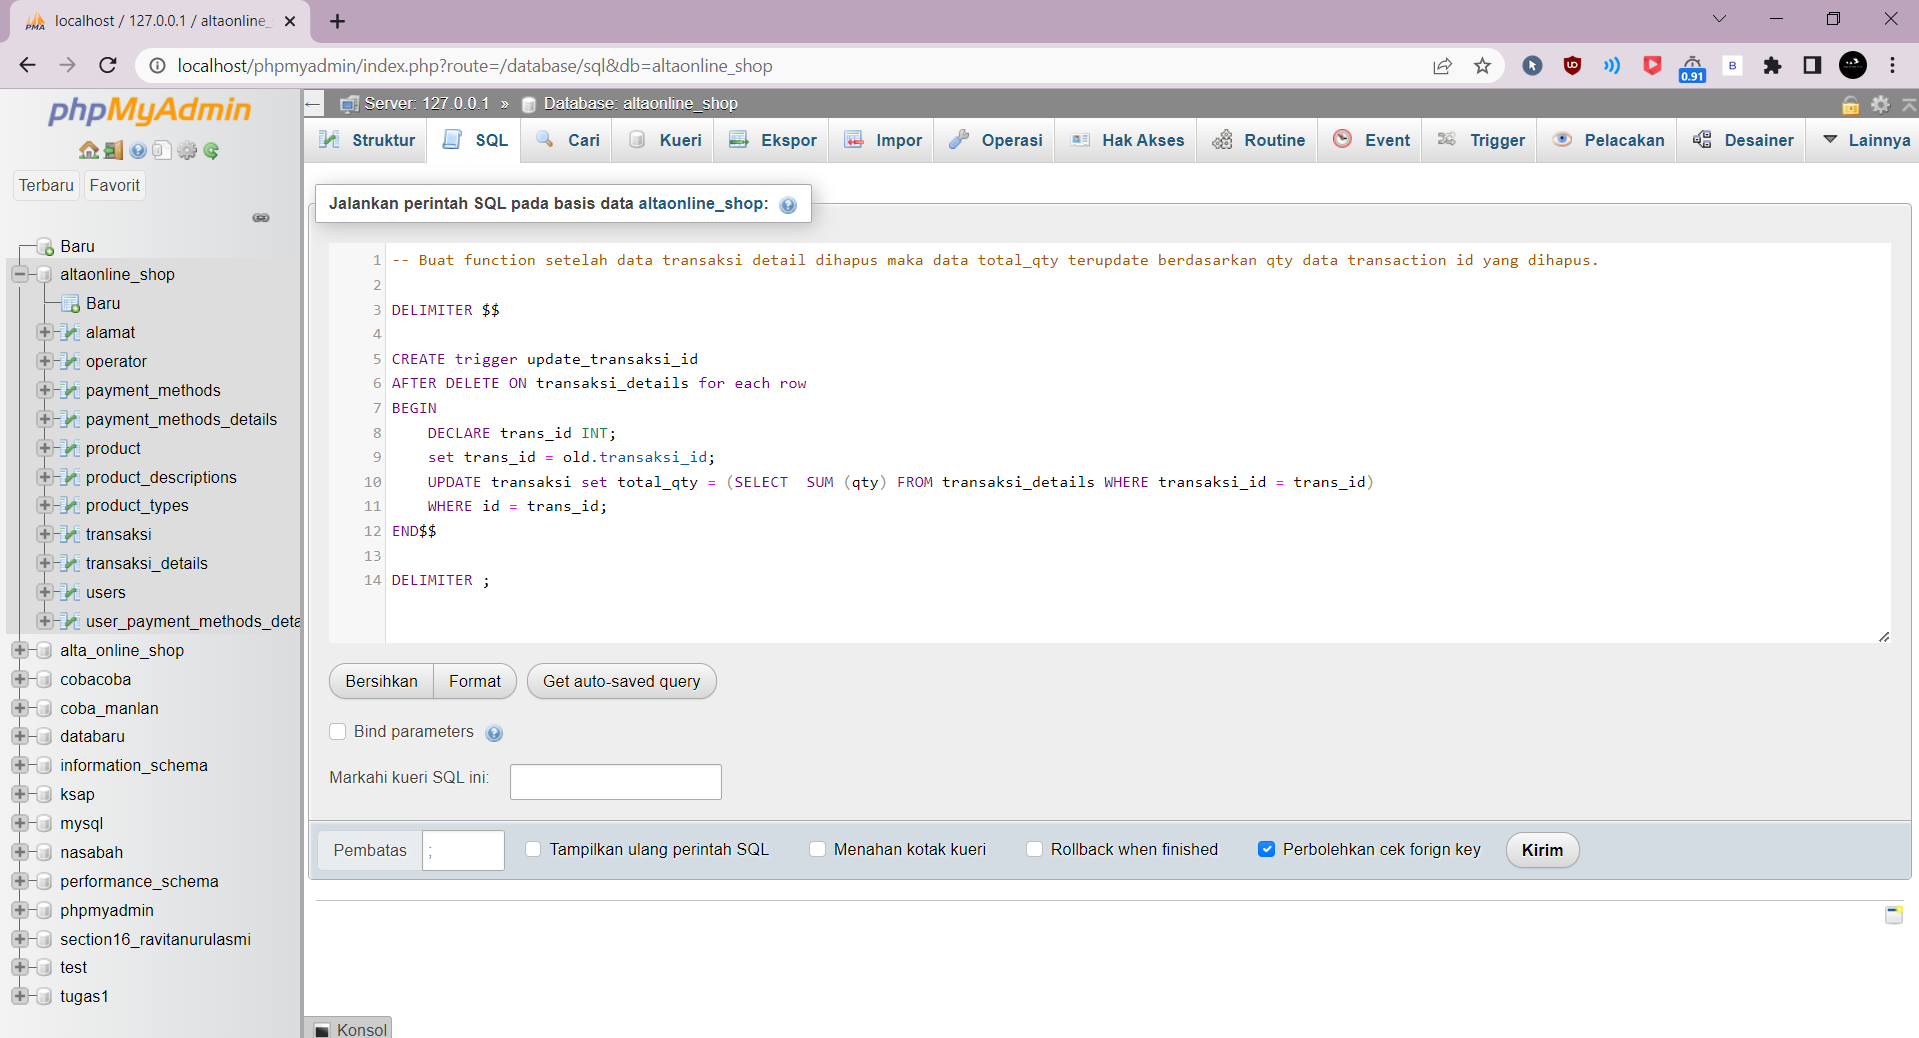 localhost / 127.0.0.1 / altaonline_
localhost/phpmyadmin/index.php?route=/database/sql&db=altaonline_shop
0.91
B
phpMyAdmin
Terbaru
Favorit
Baru
altaonline_shop
Baru
alamat
operator
payment_methods
payment_methods_details
product
product_descriptions
product_types
transaksi
transaksi_details
users
user_payment_methods_deta
alta_online_shop
cobacoba
coba_manlan
databaru
information_schema
ksap
mysql
nasabah
performance_schema
phpmyadmin
section16_ravitanurulasmi
test
tugas1
Server: 127.0.0.1 » Database: altaonline_shop
Struktur SQL Cari Kueri Ekspor Impor Operasi Hak Akses Routine Event Trigger Pelacakan Desainer Lainnya
Jalankan perintah SQL pada basis data altaonline_shop:
1 -- Buat function setelah data transaksi detail dihapus maka data total_qty terupdate berdasarkan qty data transaction id yang dihapus.
2
3 DELIMITER $$
4
5 CREATE trigger update_transaksi_id
6 AFTER DELETE ON transaksi_details for each row
7 BEGIN
8 DECLARE trans_id INT;
9 set trans_id = old.transaksi_id;
10 UPDATE transaksi set total_qty = (SELECT  SUM (qty) FROM transaksi_details WHERE transaksi_id = trans_id)
11 WHERE id = trans_id;
12 END$$
13
14 DELIMITER ;
Bersihkan Format Get auto-saved query
Bind parameters
Markahi kueri SQL ini:
Pembatas ; Tampilkan ulang perintah SQL Menahan kotak kueri Rollback when finished Perbolehkan cek forign key Kirim
Konsol